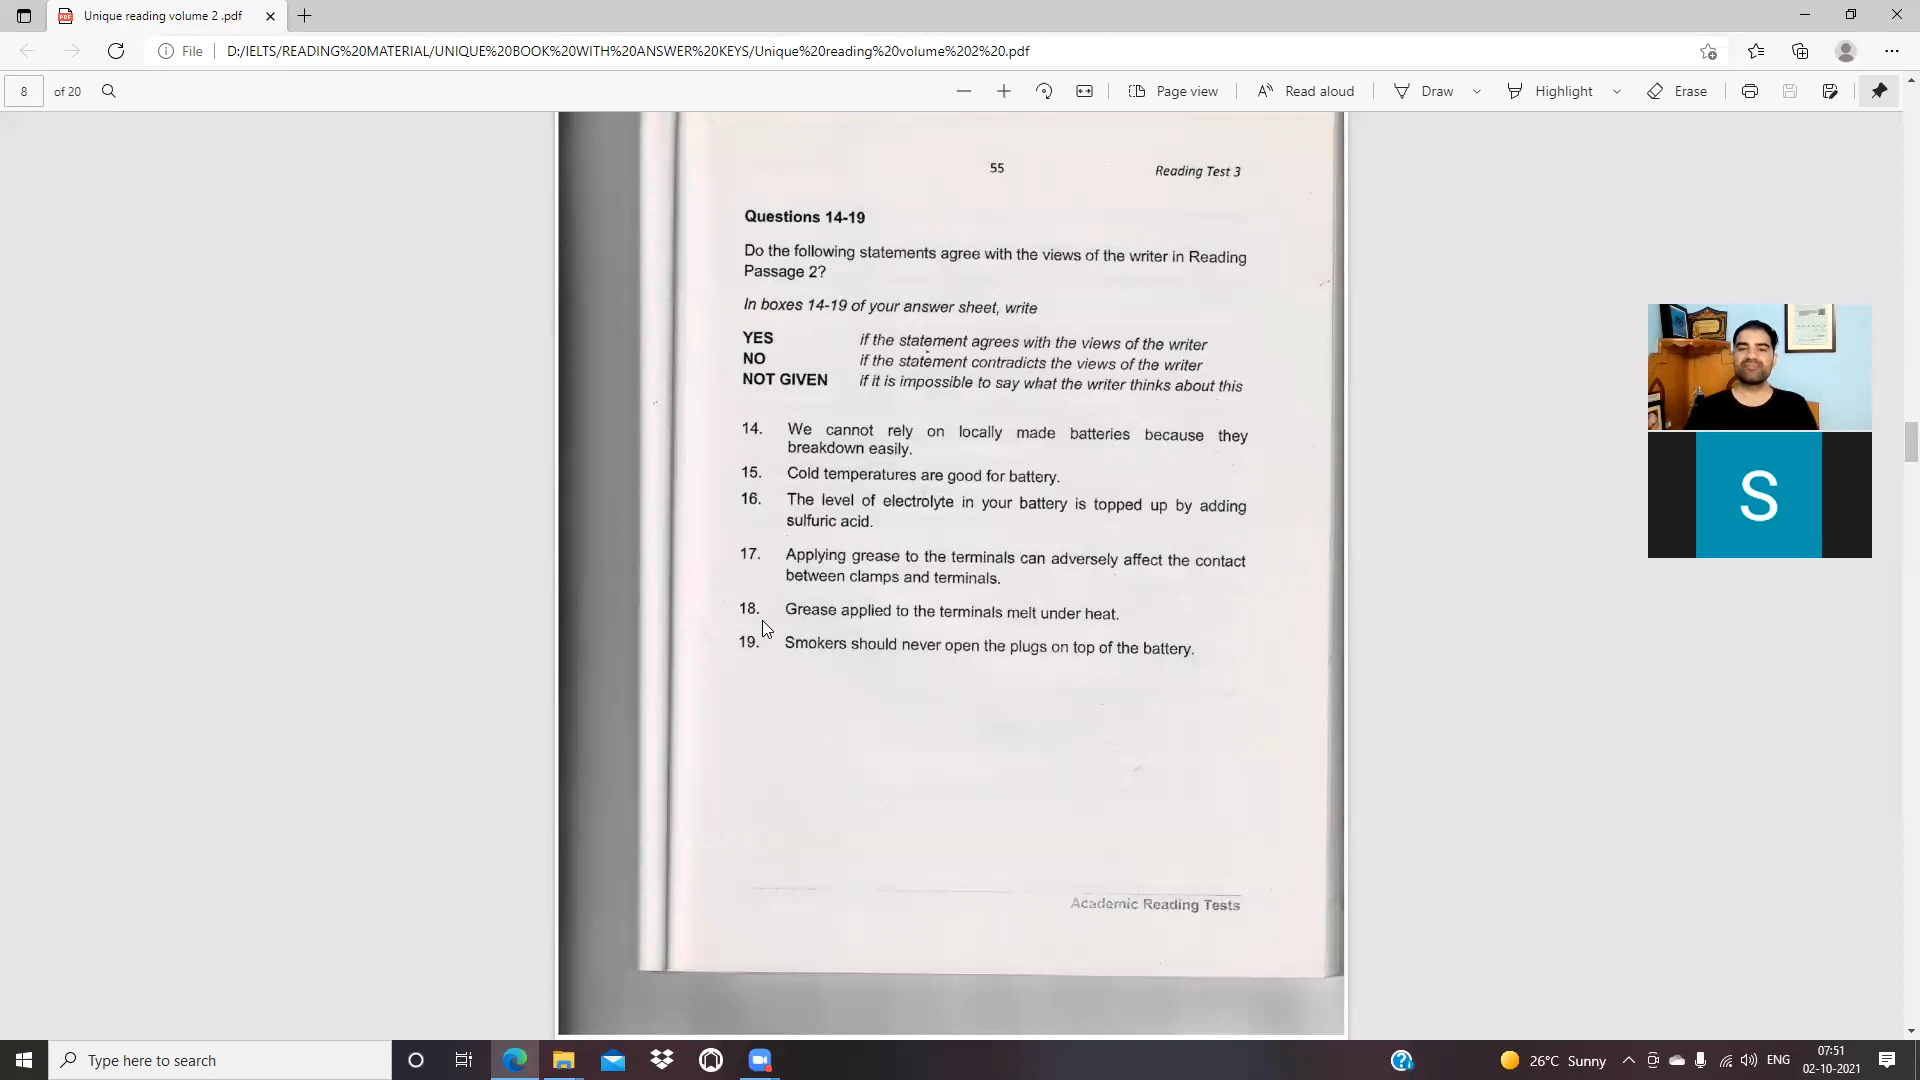 Unique reading volume 2 .pdf
File
D:/IELTS/READING%20MATERIAL/UNIQUE%20BOOK%20WITH%20ANSWER%20KEYS/Unique%20reading%20volume%202%20.pdf
8 of 20
Page view
Read aloud
Draw
Highlight
Erase
55
Reading Test 3
Questions 14-19
Do the following statements agree with the views of the writer in Reading
Passage 2?
In boxes 14-19 of your answer sheet, write
YES if the statement agrees with the views of the writer
NO if the statement contradicts the views of the writer
NOT GIVEN if it is impossible to say what the writer thinks about this
14. We cannot rely on locally made batteries because they
breakdown easily.
15. Cold temperatures are good for battery.
16. The level of electrolyte in your battery is topped up by adding
sulfuric acid.
17. Applying grease to the terminals can adversely affect the contact
between clamps and terminals.
18. Grease applied to the terminals melt under heat.
19. Smokers should never open the plugs on top of the battery.
Academic Reading Tests
S
Type here to search
26°C Sunny
ENG
07:51
02-10-2021